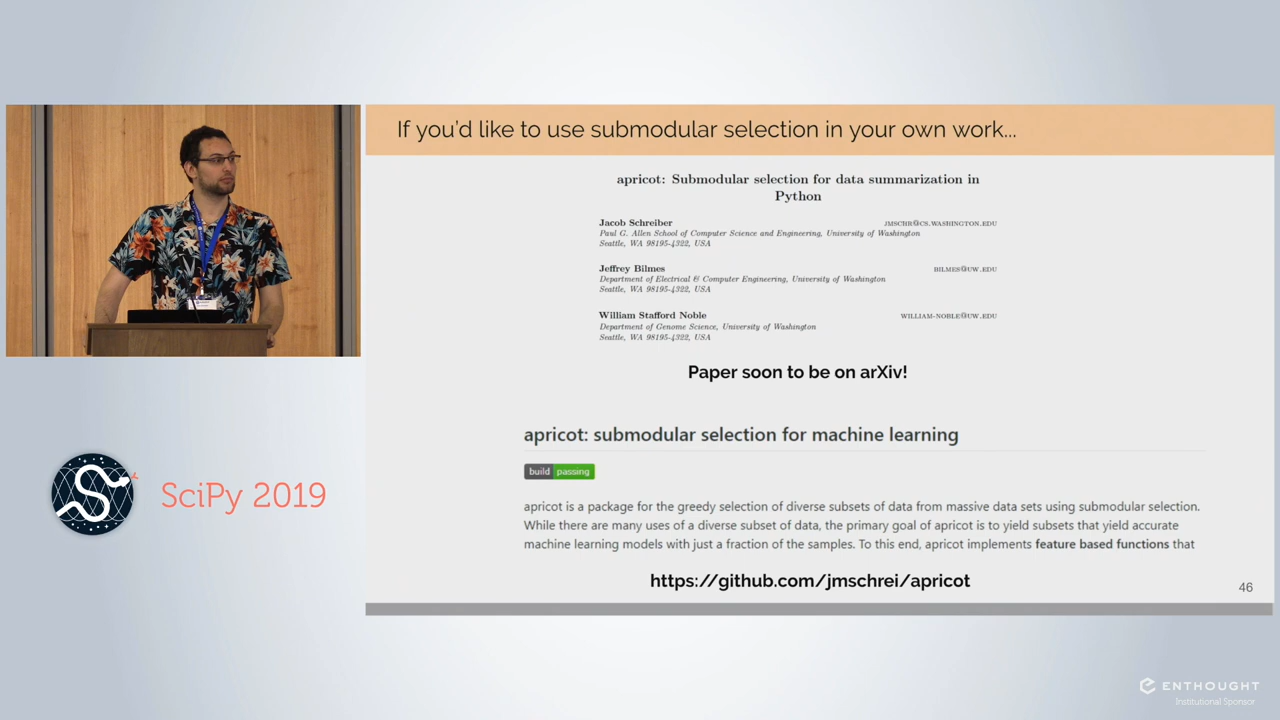 If you'd like to use submodular selection in your own work...
apricot: Submodular selection for data summarization in
Python
Jacob Schreiber JMSCHR@CS.WASHINGTON.EDU
Paul G. Allen School of Computer Science and Engineering, University of Washington
Seattle, WA 98195-4322, USA
Jeffrey Bilmes BILMES@UW.EDU
Department of Electrical & Computer Engineering, University of Washington
Seattle, WA 98195-4322, USA
William Stafford Noble WILLIAM-NOBLE@UW.EDU
Department of Genome Science, University of Washington
Seattle, WA 98195-4322, USA
Paper soon to be on arXiv!
apricot: submodular selection for machine learning
build passing
apricot is a package for the greedy selection of diverse subsets of data from massive data sets using submodular selection.
While there are many uses of a diverse subset of data, the primary goal of apricot is to yield subsets that yield accurate
machine learning models with just a fraction of the samples. To this end, apricot implements feature based functions that
https://github.com/jmschrei/apricot
46
SciPy 2019
ENTHOUGHT
Institutional Sponsor